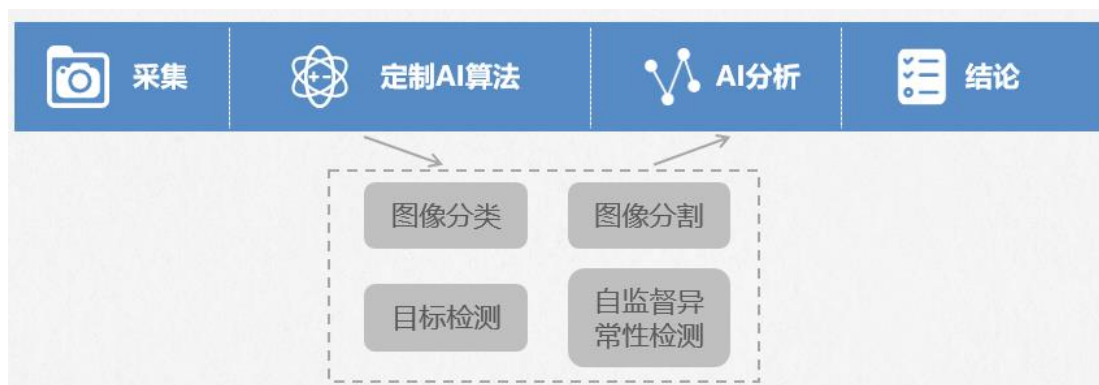 采集
定制AI算法
AI分析
结论
图像分类
图像分割
目标检测
自监督异
常性检测